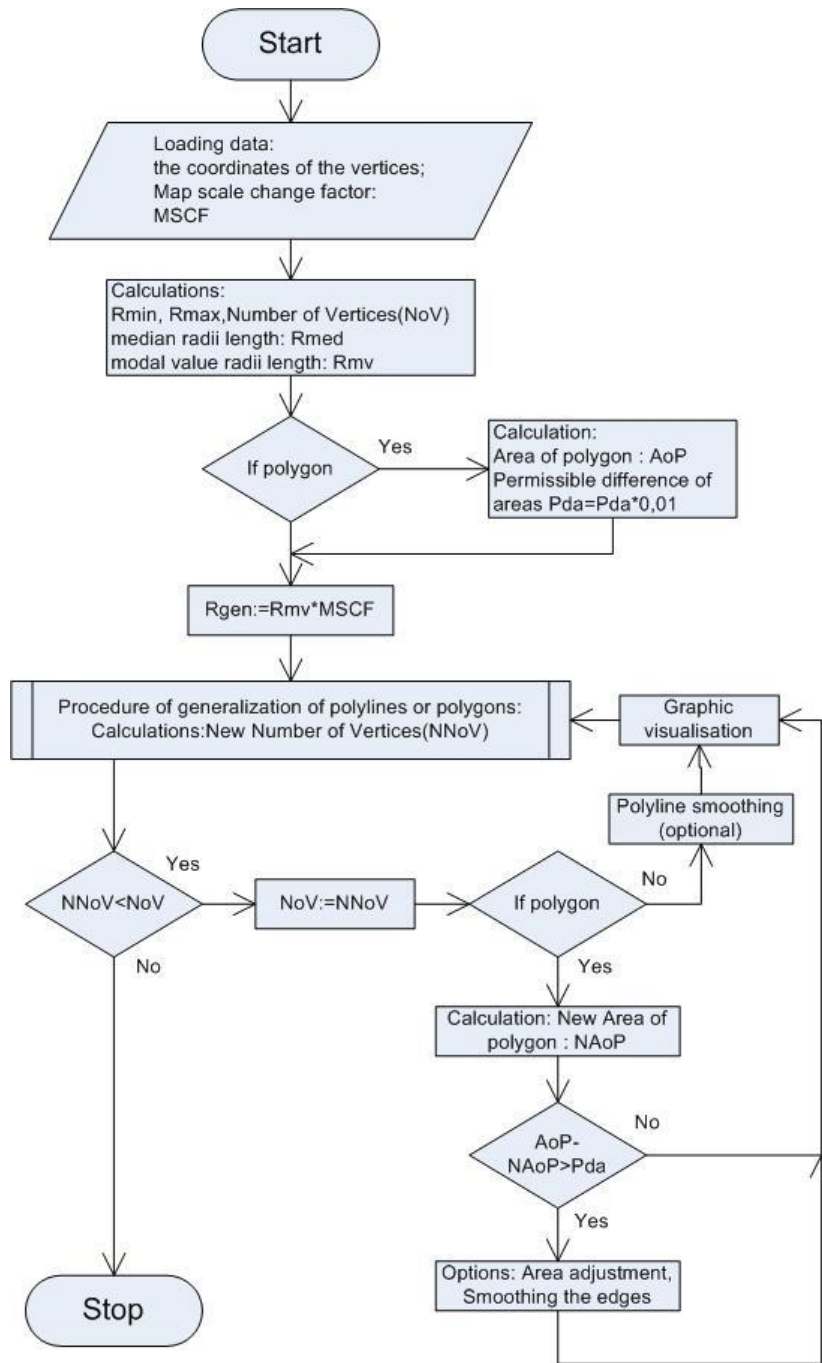 Start
Loading data:
the coordinates of the vertices;
Map scale change factor:
MSCF
Calculations:
Rmin, Rmax,Number of Vertices(NoV)
median radii length: Rmed
modal value radii length: Rmv
If polygon
Yes
Calculation:
Area of polygon : AoP
Permissible difference of
areas Pda=Pda*0,01
Rgen:=Rmv*MSCF
Procedure of generalization of polylines or polygons:
Calculations:New Number of Vertices(NNoV)
Graphic
visualisation
Polyline smoothing
(optional)
NNoV<NoV
Yes
No
NoV:=NNoV
If polygon
No
Yes
Calculation: New Area of
polygon : NAoP
AoP-
NAoP>Pda
No
Yes
Options: Area adjustment,
Smoothing the edges
Stop